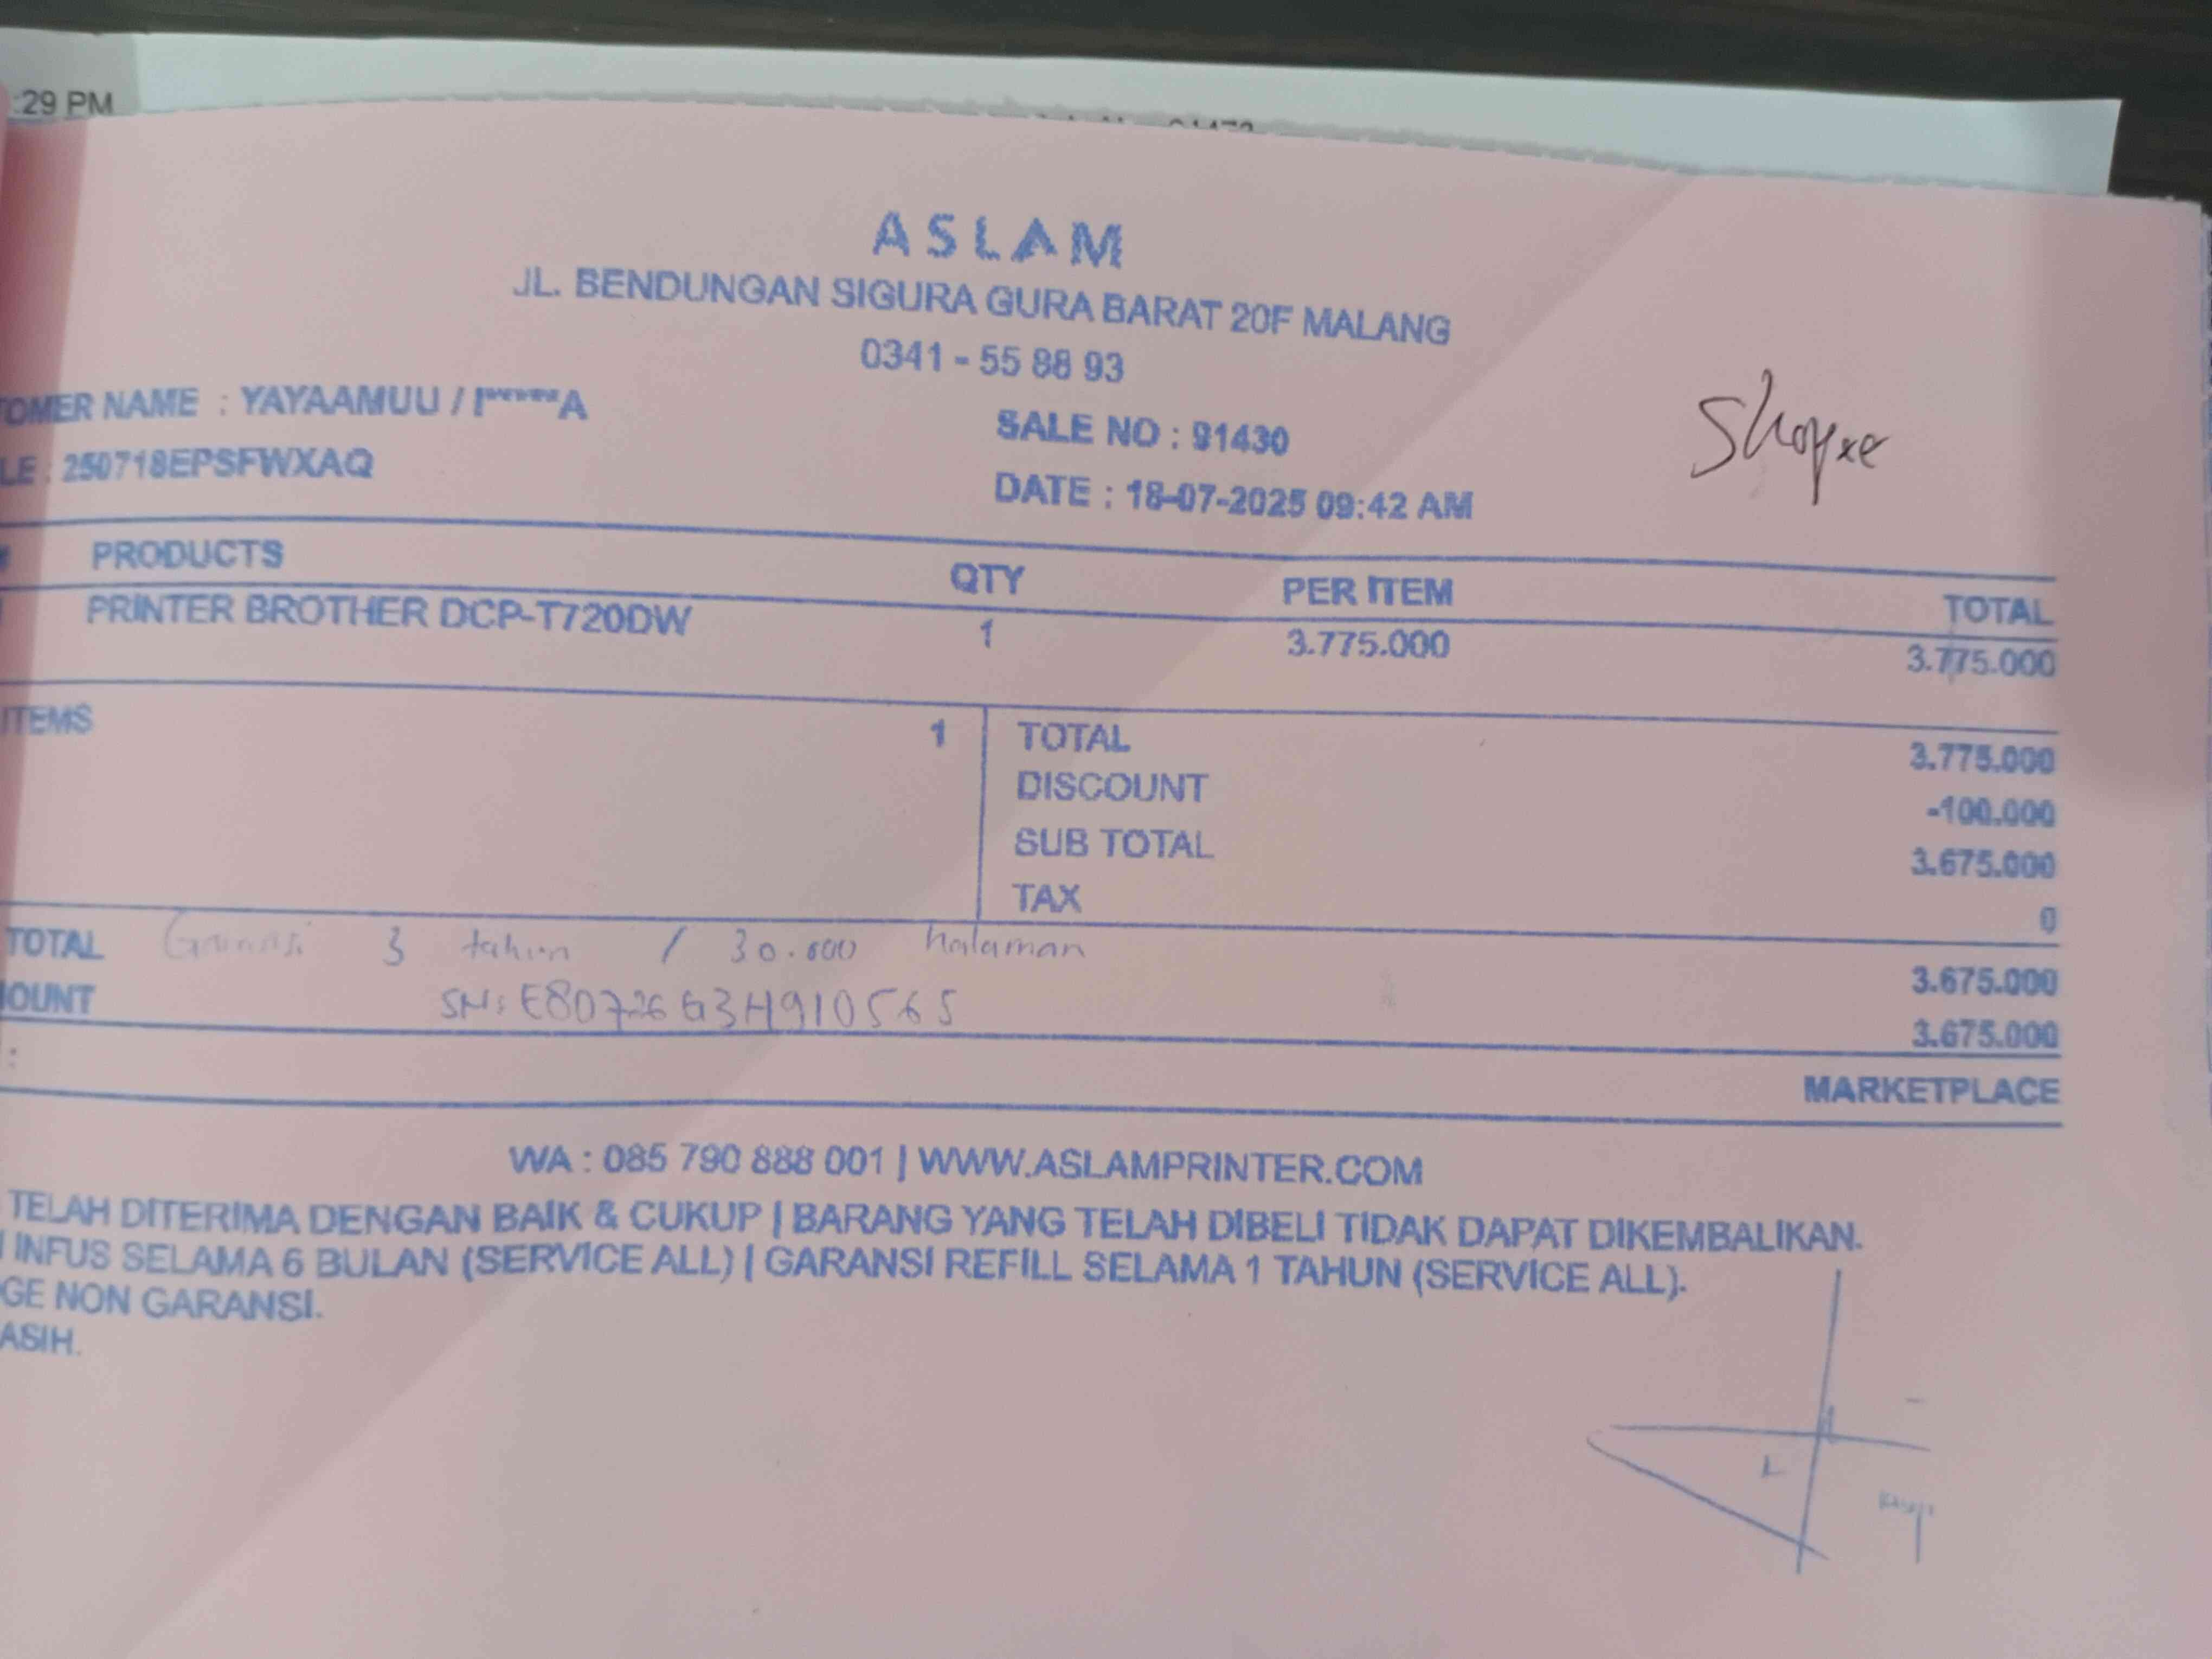 :29 PM
ASLAM
JL. BENDUNGAN SIGURA GURA BARAT 20F MALANG
0341 - 55 88 93
TOMER NAME : YAYAAMUU / I*****A
LE : 250718EPSFWXAQ
SALE NO : 91430
DATE : 18-07-2025 09:42 AM
Shopee
PRODUCTS QTY PER ITEM TOTAL
PRINTER BROTHER DCP-T720DW 1 3.775.000 3.775.000
ITEMS 1
TOTAL 3.775.000
DISCOUNT -100.000
SUB TOTAL 3.675.000
TAX 0
TOTAL 3.675.000
Garansi 3 tahun / 30.000 halaman
OUNT 3.675.000
SN: E80726G3H910565
:
MARKETPLACE
WA : 085 790 888 001 | WWW.ASLAMPRINTER.COM
TELAH DITERIMA DENGAN BAIK & CUKUP | BARANG YANG TELAH DIBELI TIDAK DAPAT DIKEMBALIKAN.
I INFUS SELAMA 6 BULAN (SERVICE ALL) | GARANSI REFILL SELAMA 1 TAHUN (SERVICE ALL).
GE NON GARANSI.
ASIH.